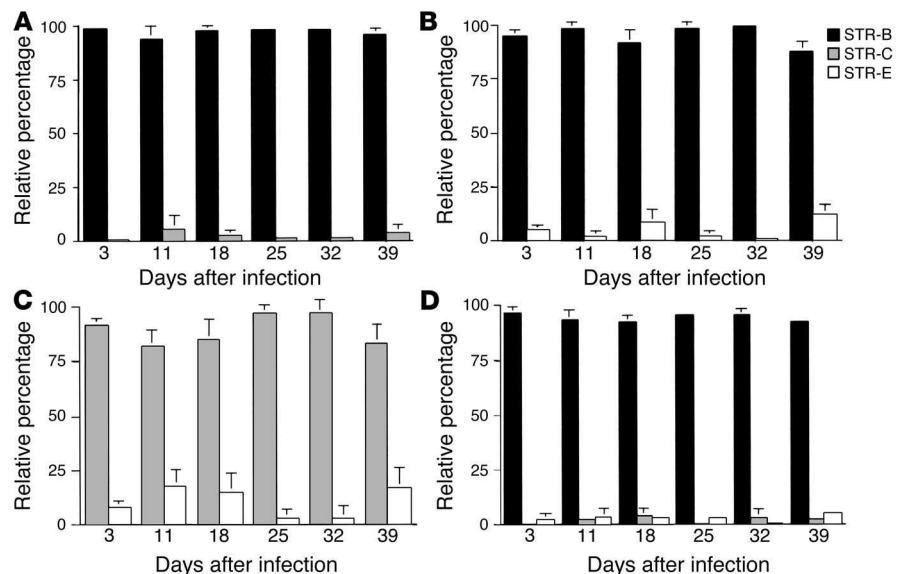 A
100
75
50
25
0
Relative percentage
3 11 18 25 32 39
Days after infection
B
100
75
50
25
0
Relative percentage
3 11 18 25 32 39
Days after infection
STR-B
STR-C
STR-E
C
100
75
50
25
0
Relative percentage
3 11 18 25 32 39
Days after infection
D
100
75
50
25
0
Relative percentage
3 11 18 25 32 39
Days after infection